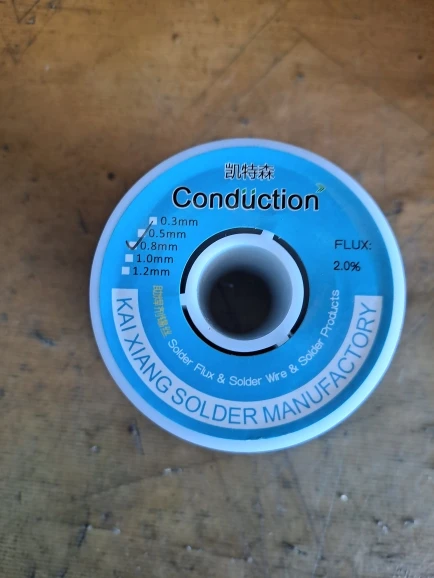 凯特森
Conduction
0.3mm
0.5mm
0.8mm
1.0mm
1.2mm
FLUX:
2.0%
Solder Flux & Solder Wire & Solder Products
KAI XIANG SOLDER MANUFACTORY